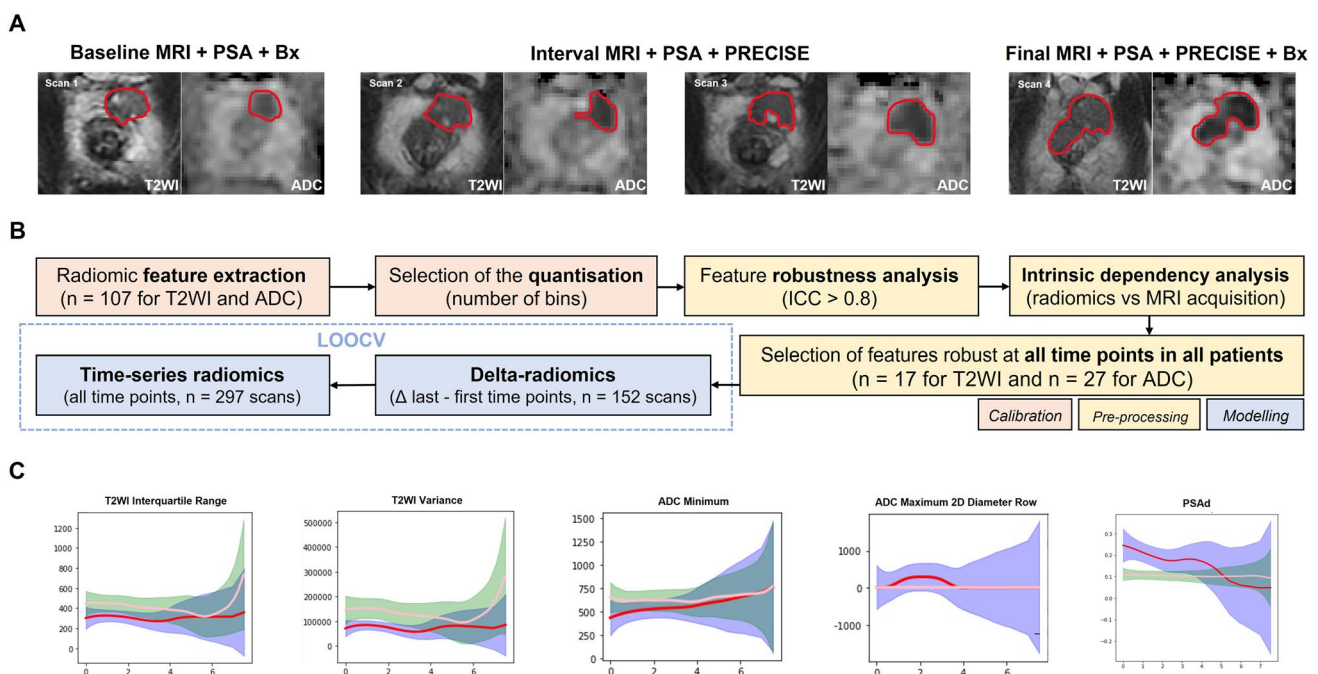 A
Baseline MRI + PSA + Bx
Interval MRI + PSA + PRECISE
Final MRI + PSA + PRECISE + Bx
Scan 1
T2WI
ADC
Scan 2
T2WI
ADC
Scan 3
T2WI
ADC
Scan 4
T2WI
ADC
B
Radiomic feature extraction
(n = 107 for T2WI and ADC)
Selection of the quantisation
(number of bins)
Feature robustness analysis
(ICC > 0.8)
Intrinsic dependency analysis
(radiomics vs MRI acquisition)
LOOCV
Time-series radiomics
(all time points, n = 297 scans)
Delta-radiomics
(Δ last - first time points, n = 152 scans)
Selection of features robust at all time points in all patients
(n = 17 for T2WI and n = 27 for ADC)
Calibration
Pre-processing
Modelling
C
T2WI Interquartile Range
1200
1000
800
600
400
200
0
0 2 4 6
T2WI Variance
500000
400000
300000
200000
100000
0
0 2 4 6
ADC Minimum
1500
1250
1000
750
500
250
0
0 2 4 6
ADC Maximum 2D Diameter Row
1000
0
-1000
0 2 4 6
PSAd
0.3
0.2
0.1
0.0
-0.1
-0.2
0 1 2 3 4 5 6 7